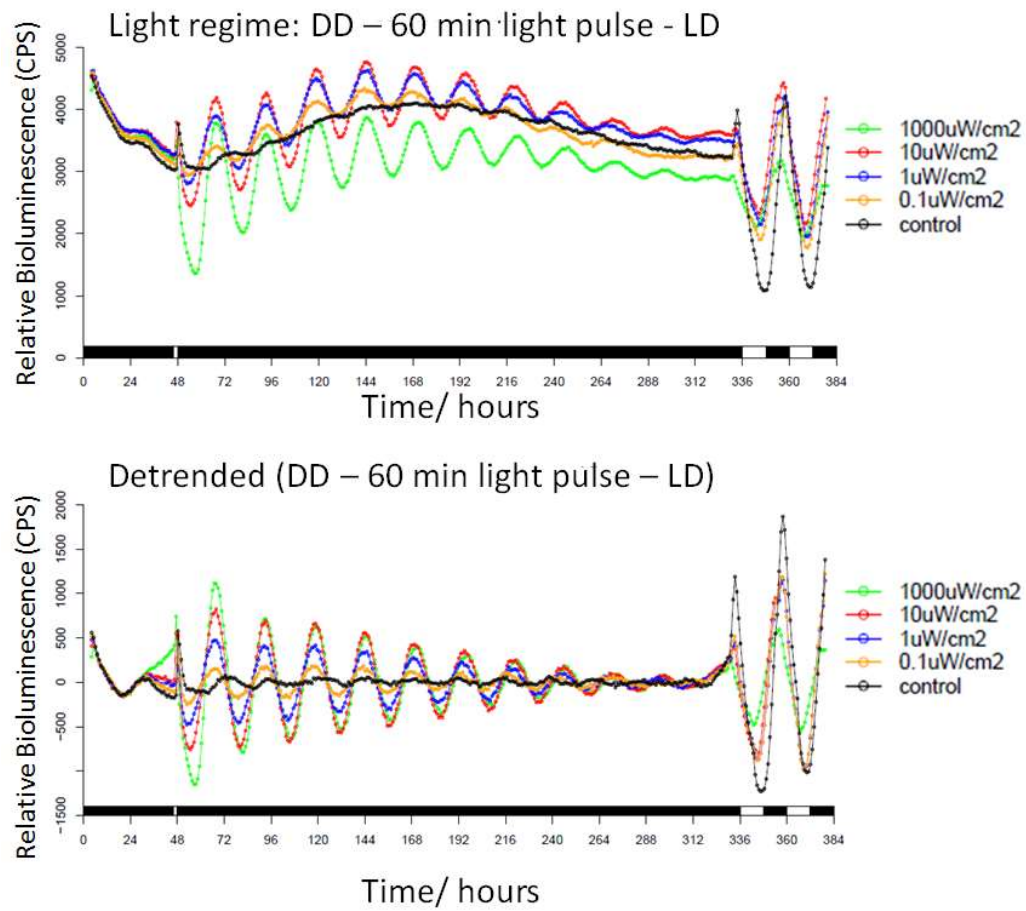 Light regime: DD – 60 min light pulse - LD
Relative Bioluminescence (CPS)
5000
4000
3000
2000
1000
0
0 24 48 72 96 120 144 168 192 216 240 264 288 312 336 360 384
Time/ hours
1000uW/cm2
10uW/cm2
1uW/cm2
0.1uW/cm2
control
Detrended (DD – 60 min light pulse – LD)
Relative Bioluminescence (CPS)
2000
1500
1000
500
0
−500
−1500
0 24 48 72 96 120 144 168 192 216 240 264 288 312 336 360 384
Time/ hours
1000uW/cm2
10uW/cm2
1uW/cm2
0.1uW/cm2
control